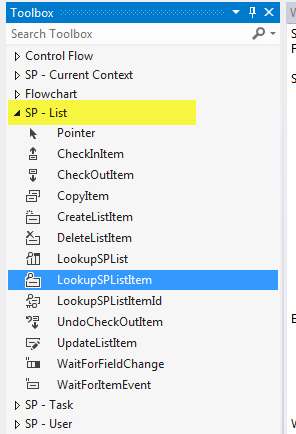 Toolbox
Search Toolbox
Control Flow
SP - Current Context
Flowchart
SP - List
Pointer
CheckInItem
CheckOutItem
CopyItem
CreateListItem
DeleteListItem
LookupSPList
LookupSPListItem
LookupSPListItemId
UndoCheckOutItem
UpdateListItem
WaitForFieldChange
WaitForItemEvent
SP - Task
SP - User